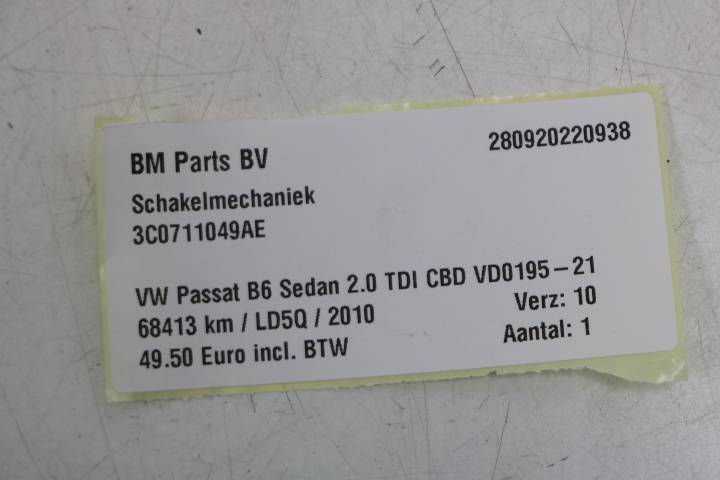 BM Parts BV
280920220938
Schakelmechaniek
3C0711049AE
VW Passat B6 Sedan 2.0 TDI CBD VD0195-21
68413 km / LD5Q / 2010
Verz: 10
49.50 Euro incl. BTW
Aantal: 1